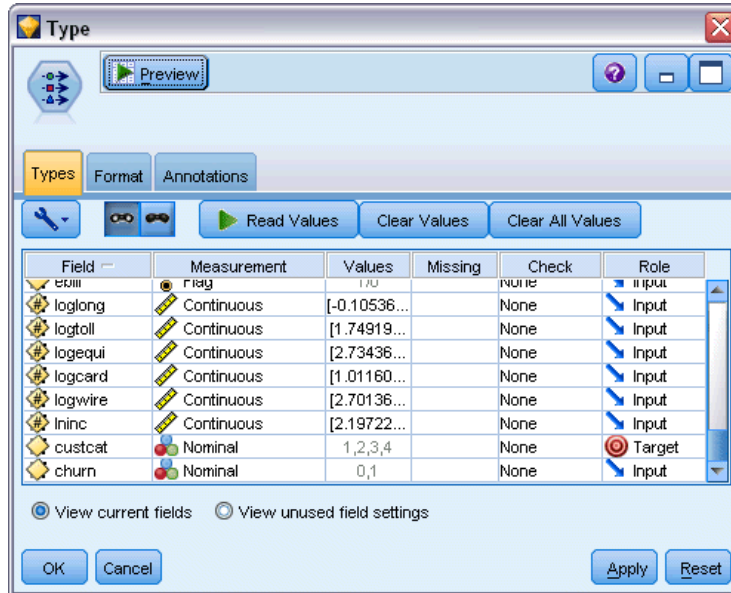 Type
Preview
Types Format Annotations
Read Values Clear Values Clear All Values
Field Measurement Values Missing Check Role
ebill Flag 1/0 None Input
loglong Continuous [-0.10536... None Input
logtoll Continuous [1.74919... None Input
logequi Continuous [2.73436... None Input
logcard Continuous [1.01160... None Input
logwire Continuous [2.70136... None Input
lninc Continuous [2.19722... None Input
custcat Nominal 1,2,3,4 None Target
churn Nominal 0,1 None Input
View current fields View unused field settings
OK Cancel Apply Reset